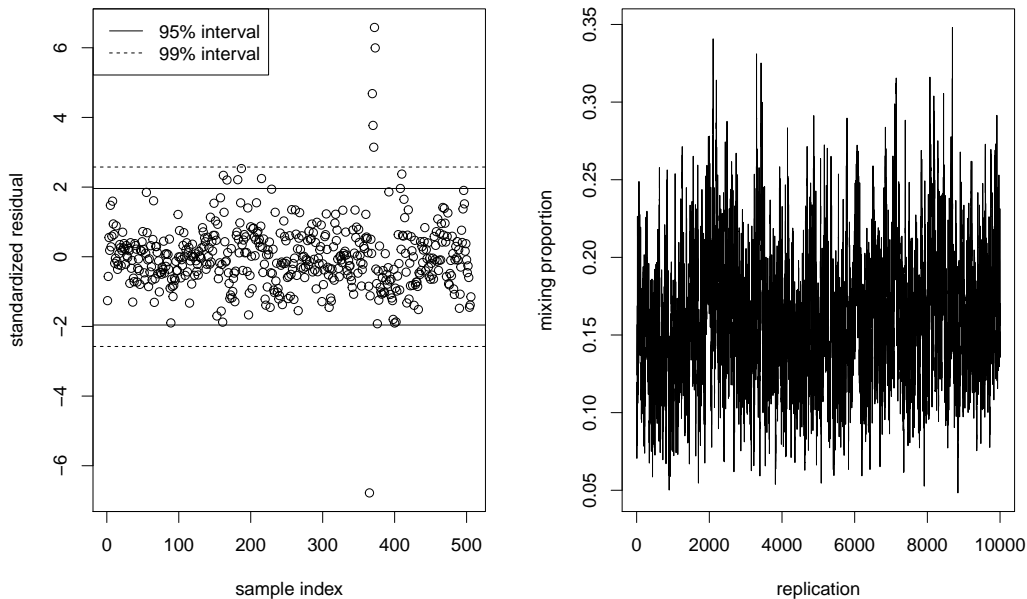 95% interval
99% interval
6
4
2
0
−2
−4
−6
standardized residual
0 100 200 300 400 500
sample index
0.35
0.30
0.25
0.20
0.15
0.10
0.05
mixing proportion
0 2000 4000 6000 8000 10000
replication